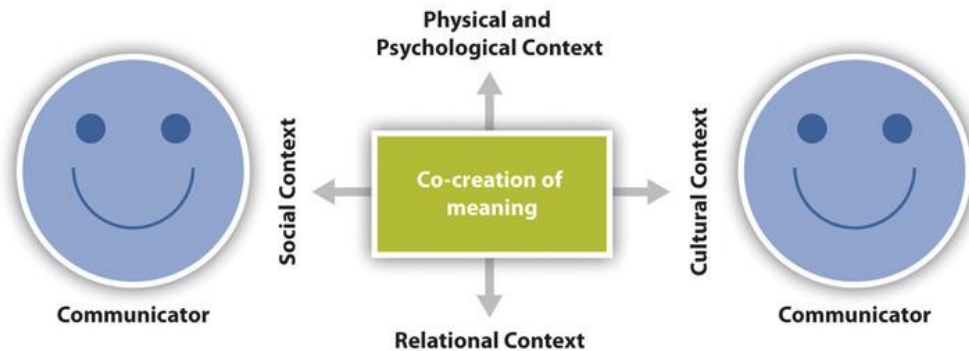 Physical and
Psychological Context
Social Context
Co-creation of
meaning
Cultural Context
Communicator
Communicator
Relational Context